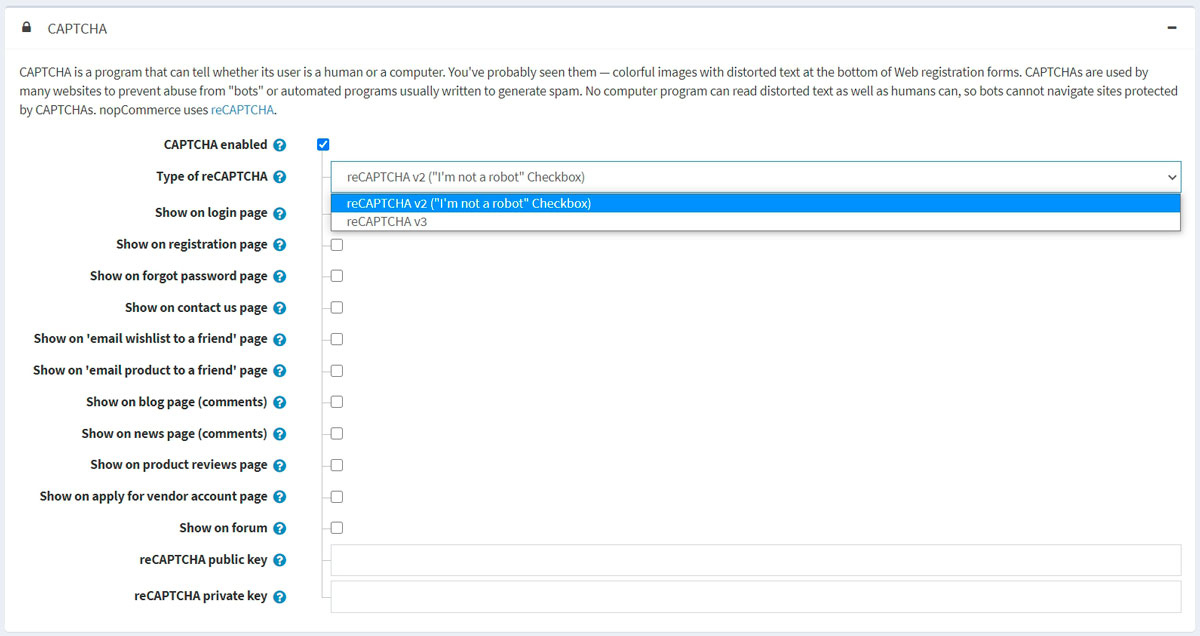 CAPTCHA
CAPTCHA is a program that can tell whether its user is a human or a computer. You've probably seen them — colorful images with distorted text at the bottom of Web registration forms. CAPTCHAs are used by
many websites to prevent abuse from "bots" or automated programs usually written to generate spam. No computer program can read distorted text as well as humans can, so bots cannot navigate sites protected
by CAPTCHAs. nopCommerce uses reCAPTCHA.
CAPTCHA enabled
Type of reCAPTCHA
reCAPTCHA v2 ("I'm not a robot" Checkbox)
reCAPTCHA v2 ("I'm not a robot" Checkbox)
reCAPTCHA v3
Show on login page
Show on registration page
Show on forgot password page
Show on contact us page
Show on 'email wishlist to a friend' page
Show on 'email product to a friend' page
Show on blog page (comments)
Show on news page (comments)
Show on product reviews page
Show on apply for vendor account page
Show on forum
reCAPTCHA public key
reCAPTCHA private key